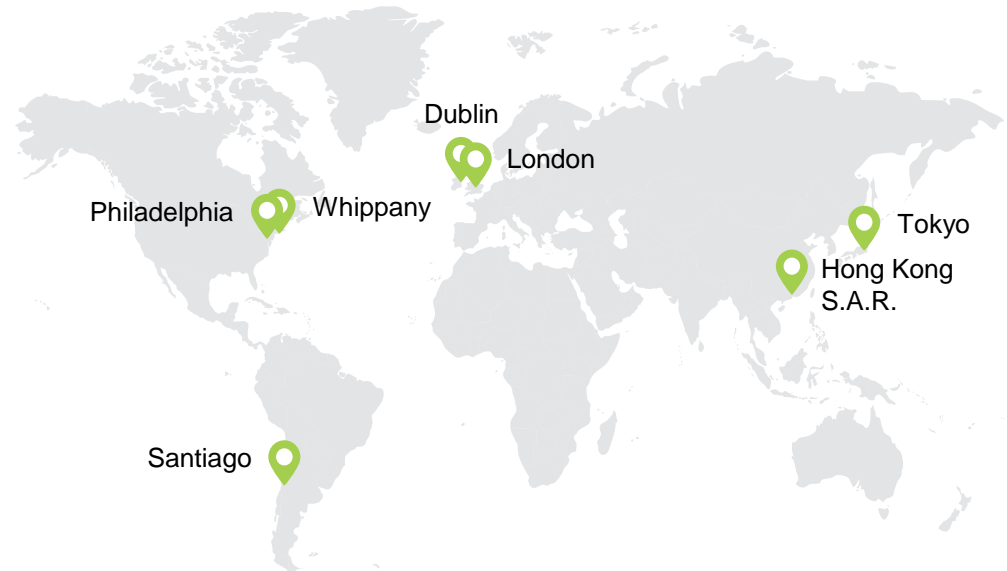 Dublin
London
Philadelphia
Whippany
Tokyo
Hong Kong
S.A.R.
Santiago